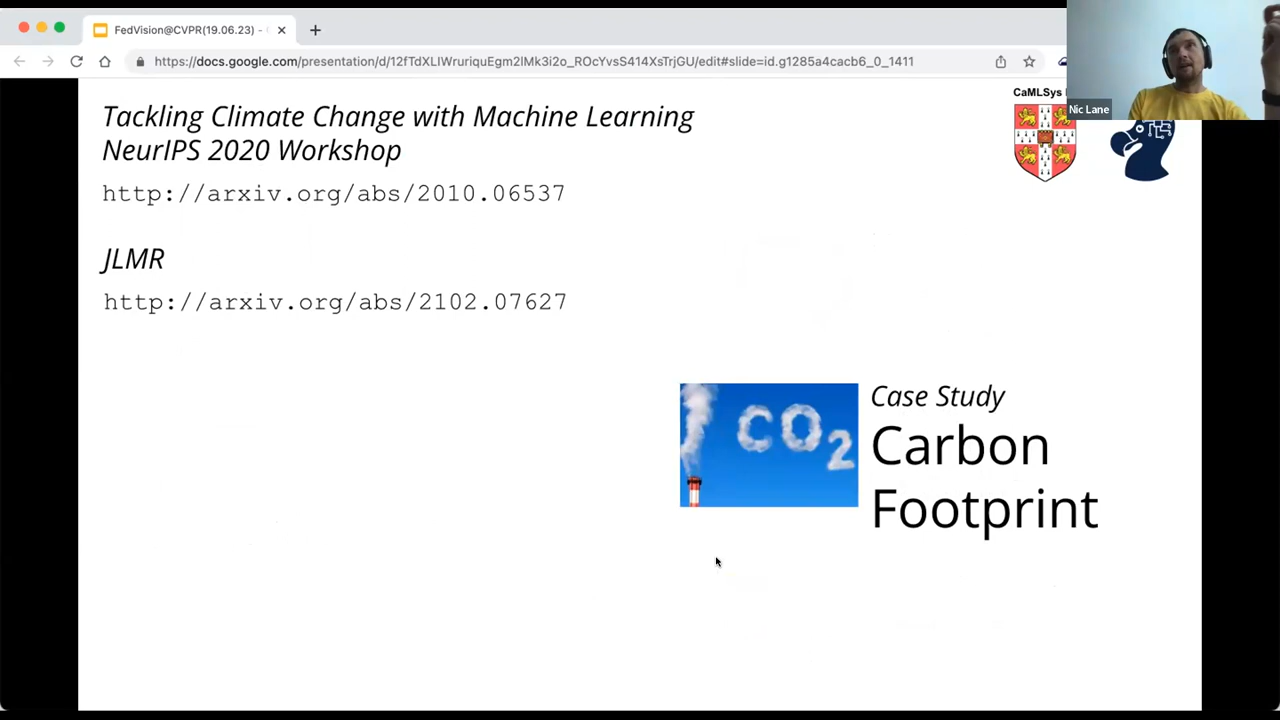 FedVision@CVPR(19.06.23) -
https://docs.google.com/presentation/d/12fTdXLIWruriquEgm2lMk3i2o_ROcYvsS414XsTrjGU/edit#slide=id.g1285a4cacb6_0_1411
Nic Lane
CaMLSys
Tackling Climate Change with Machine Learning
NeurIPS 2020 Workshop
http://arxiv.org/abs/2010.06537
JLMR
http://arxiv.org/abs/2102.07627
CO2
Case Study
Carbon
Footprint